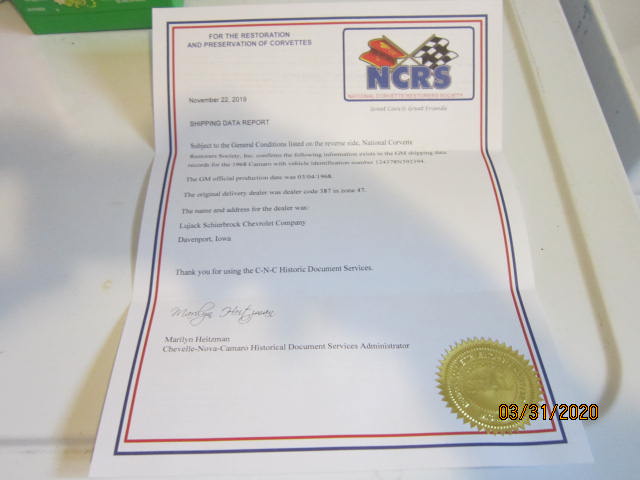 FOR THE RESTORATION
AND PRESERVATION OF CORVETTES
NCRS
NATIONAL CORVETTE RESTORERS SOCIETY
Great Cars & Great Friends
November 22, 2019
SHIPPING DATA REPORT
Subject to the General Conditions listed on the reverse side, National Corvette
Restorers Society, Inc. confirms the following information exists in the GM shipping data
records for the 1968 Camaro with vehicle identification number
The GM official production date was 03/04/1968.
The original delivery dealer was dealer code 387 in zone 47.
The name and address for the dealer was:
Lujack Schierbrock Chevrolet Company
Davenport, Iowa
Thank you for using the C-N-C Historic Document Services.
Marilyn Heitzman
Marilyn Heitzman
Chevelle-Nova-Camaro Historical Document Services Administrator
03/31/2020